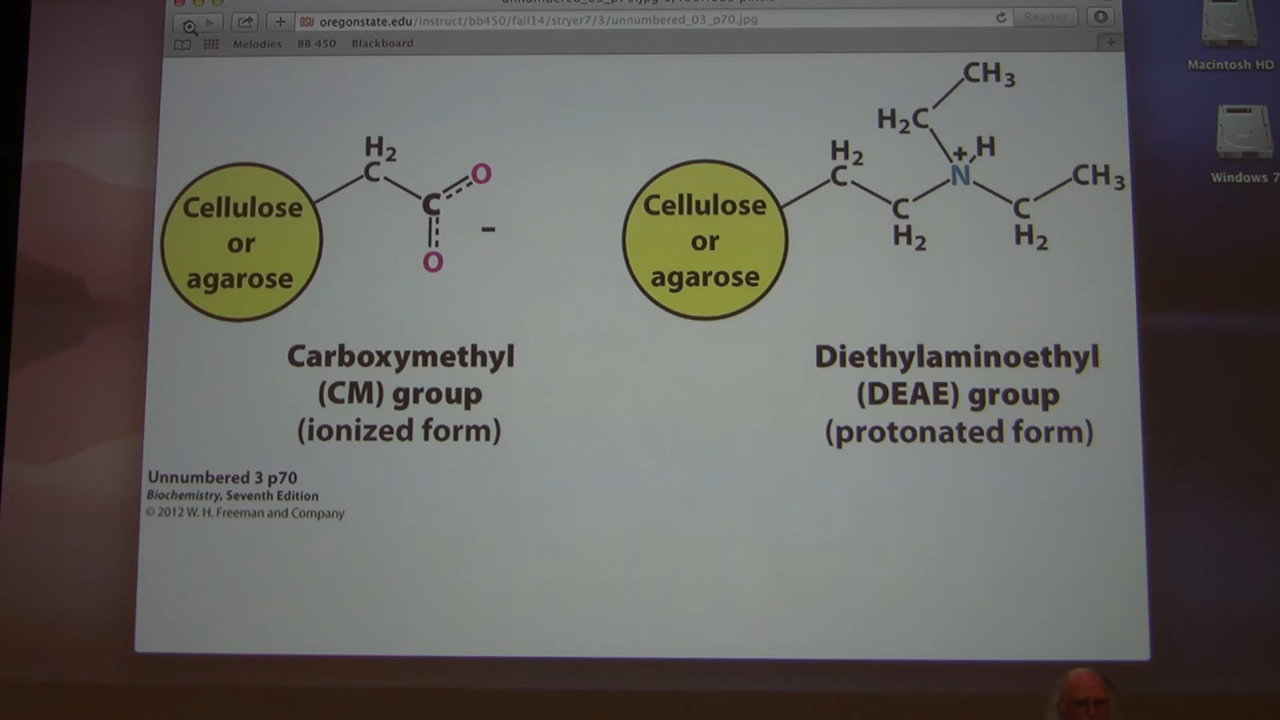 oregonstate.edu/instruct/bb450/fall14/stryer7/3/unnumbered_03_p70.jpg
Reader
Melodies BB 450 Blackboard
Macintosh HD
Windows 7
Cellulose
or
agarose
H2
C
C
O
O
-
Carboxymethyl
(CM) group
(ionized form)
Cellulose
or
agarose
H2
C
C
H2
H2C
CH3
+
H
N
C
H2
CH3
Diethylaminoethyl
(DEAE) group
(protonated form)
Unnumbered 3 p70
Biochemistry, Seventh Edition
© 2012 W. H. Freeman and Company